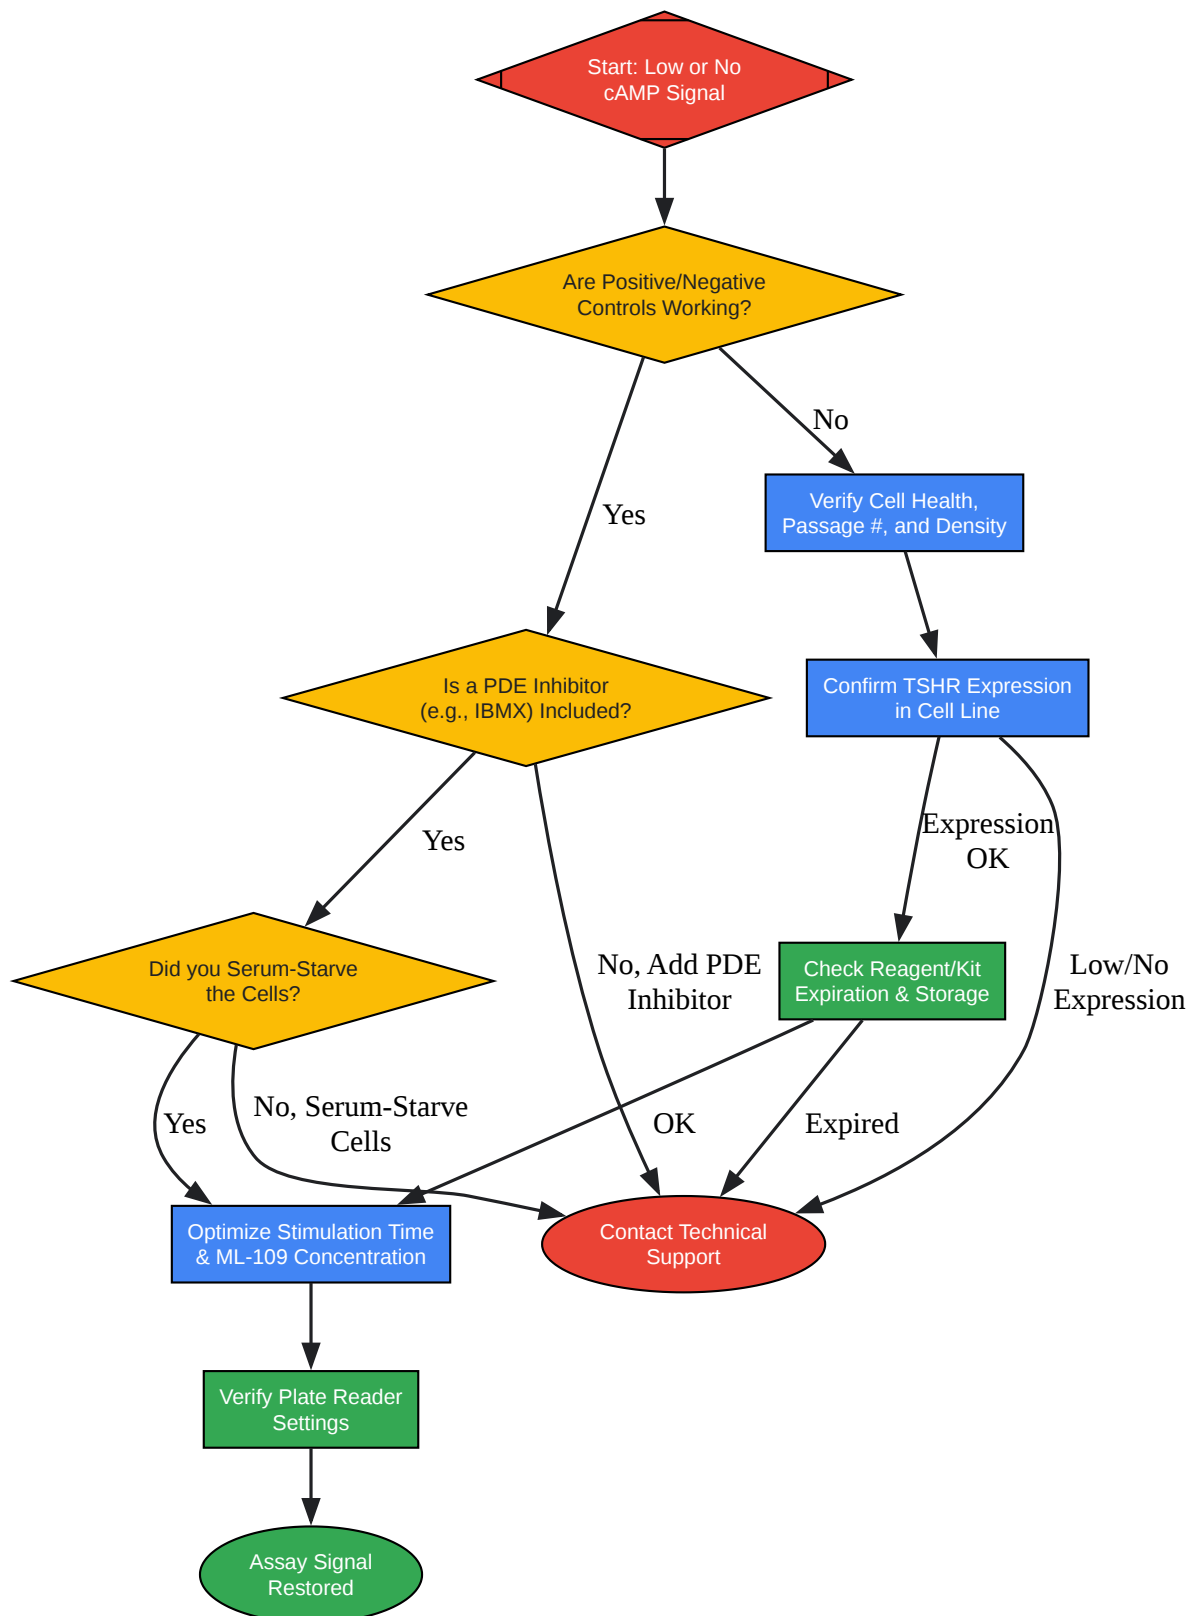 Start: Low or No
cAMP Signal
Are Positive/Negative
Controls Working?
No
Verify Cell Health,
Passage #, and Density
Yes
Is a PDE Inhibitor
(e.g., IBMX) Included?
Confirm TSHR Expression
in Cell Line
Yes
Expression
OK
Did you Serum-Starve
the Cells?
No, Add PDE
Inhibitor
Check Reagent/Kit
Expiration & Storage
Low/No
Expression
Yes
No, Serum-Starve
Cells
OK
Expired
Optimize Stimulation Time
& ML-109 Concentration
Contact Technical
Support
Verify Plate Reader
Settings
Assay Signal
Restored